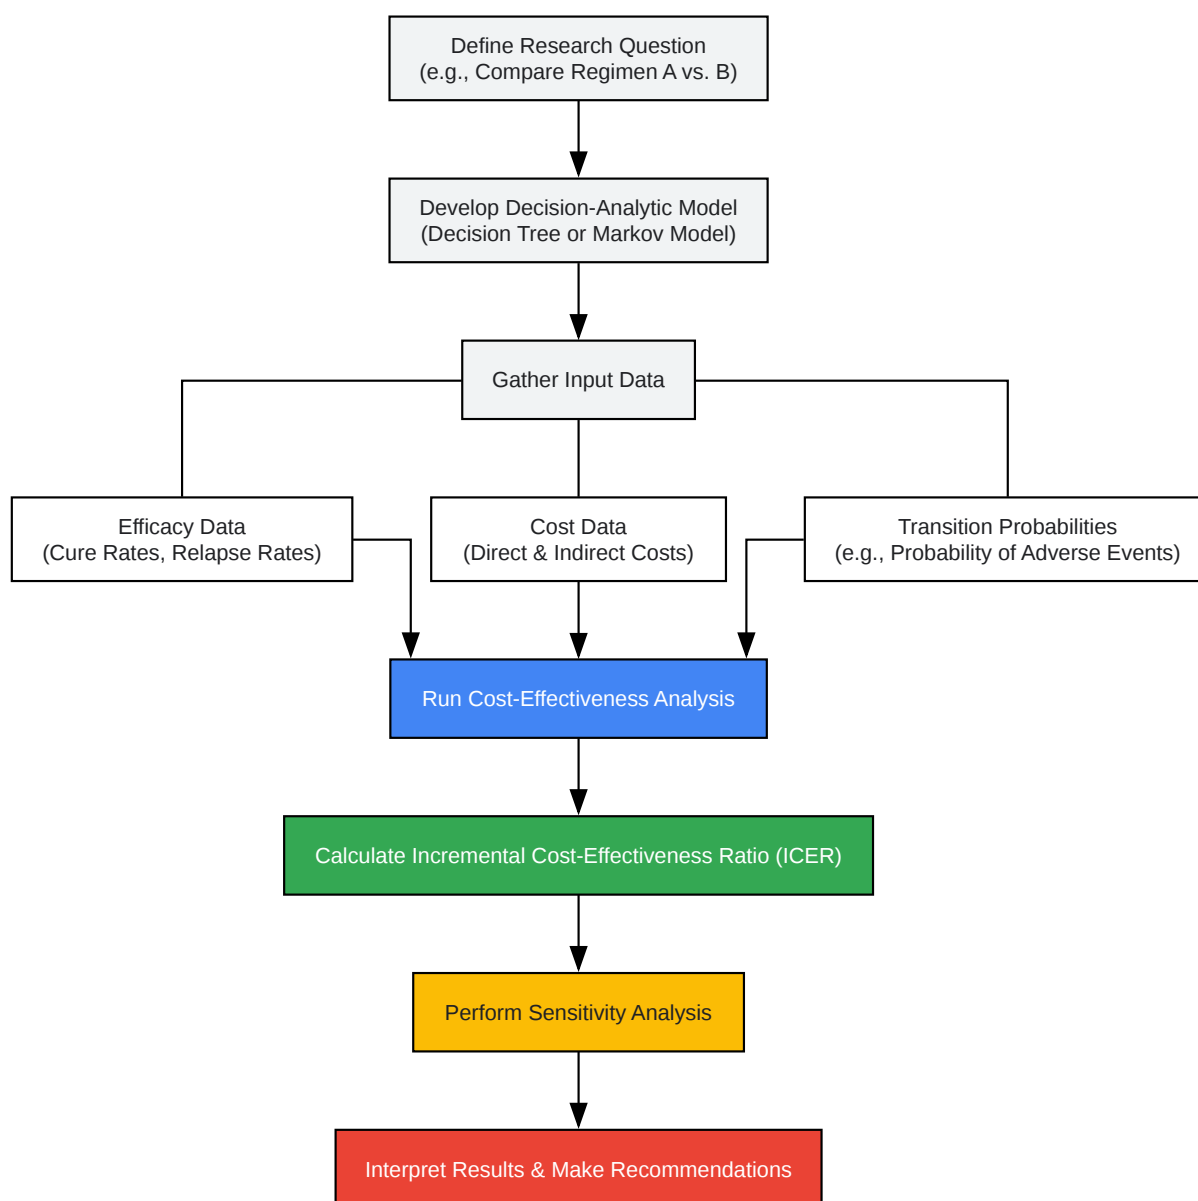 Define Research Question
(e.g., Compare Regimen A vs. B)
Develop Decision-Analytic Model
(Decision Tree or Markov Model)
Gather Input Data
Efficacy Data
(Cure Rates, Relapse Rates)
Cost Data
(Direct & Indirect Costs)
Transition Probabilities
(e.g., Probability of Adverse Events)
Run Cost-Effectiveness Analysis
Calculate Incremental Cost-Effectiveness Ratio (ICER)
Perform Sensitivity Analysis
Interpret Results & Make Recommendations